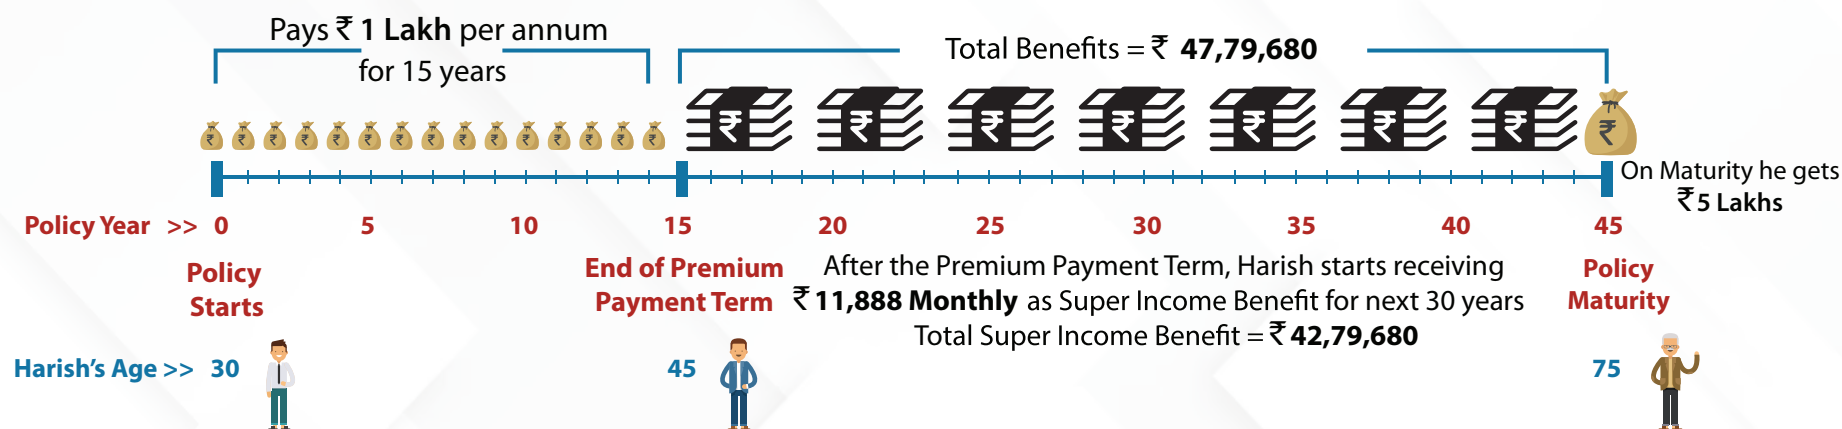 Pays ₹ 1 Lakh per annum
for 15 years
Total Benefits = ₹ 47,79,680
On Maturity he gets
₹5 Lakhs
Policy Year >> 0 5 10 15 20 25 30 35 40 45
Policy
Starts
End of Premium
Payment Term
After the Premium Payment Term, Harish starts receiving
₹11,888 Monthly as Super Income Benefit for next 30 years
Total Super Income Benefit = ₹42,79,680
Policy
Maturity
Harish’s Age >> 30 45 75